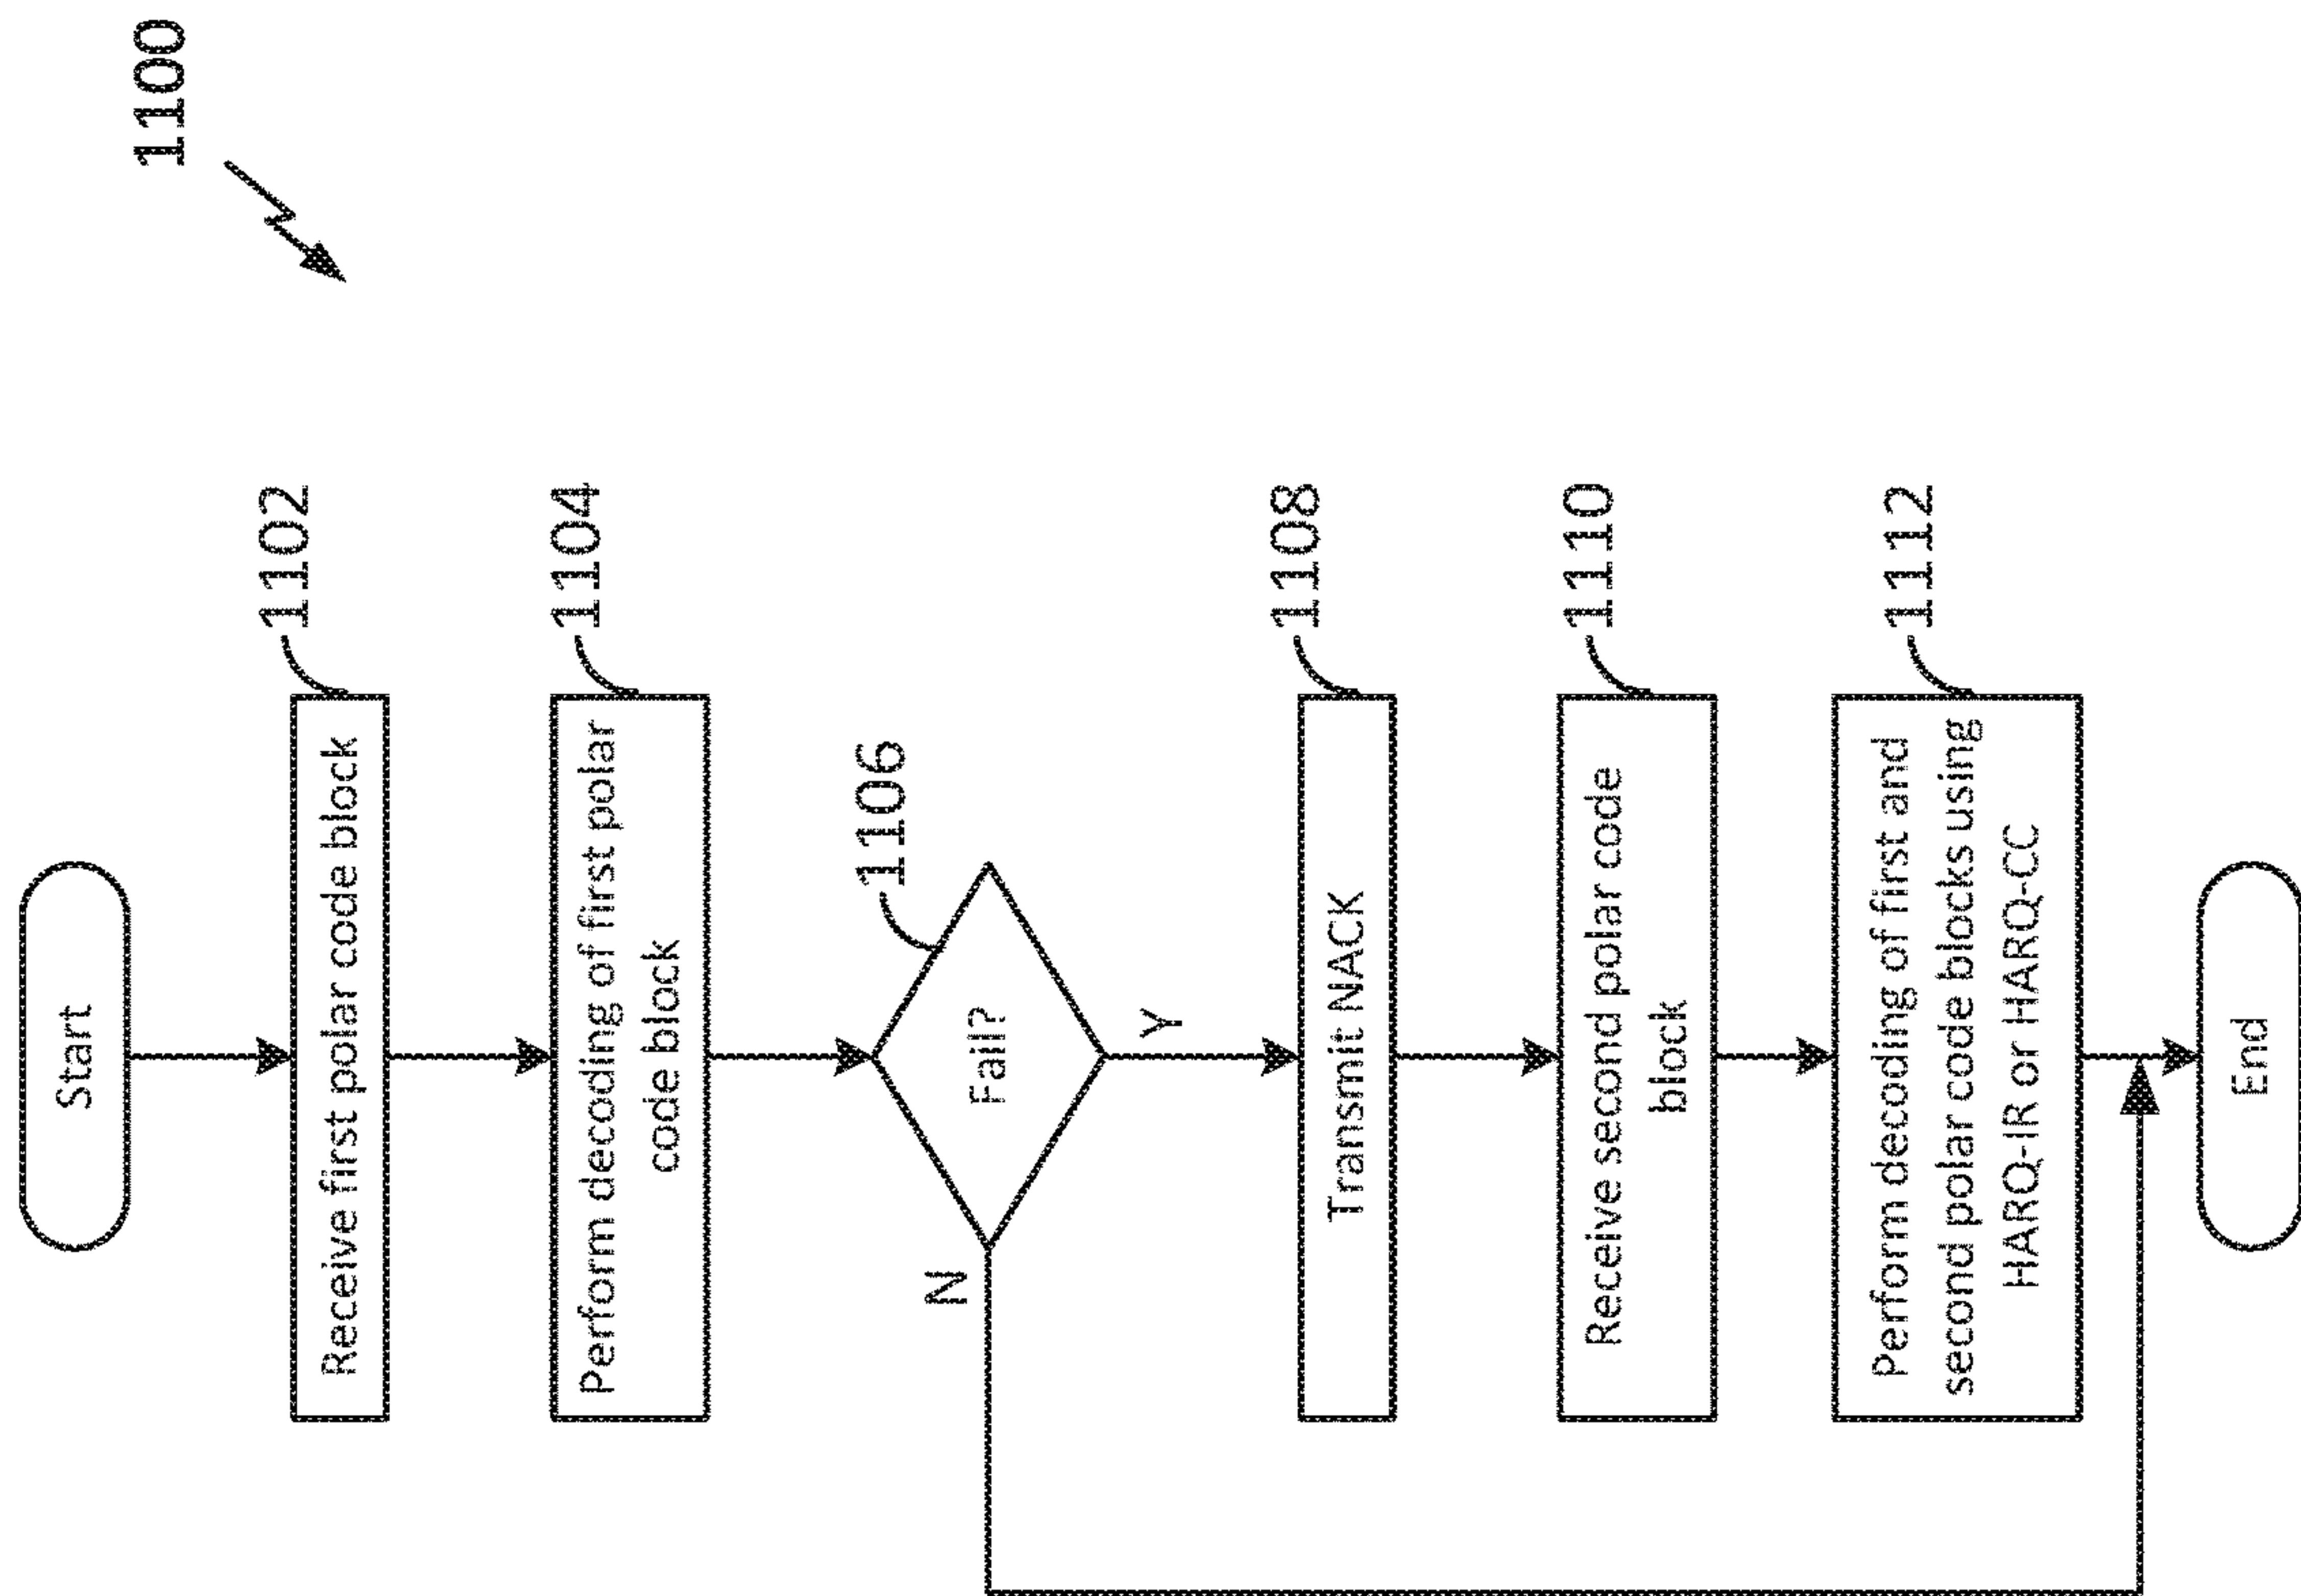 1100
Start
Receive first polar code block
1102
Perform decoding of first polar
code block
1104
Fail?
1106
N
Y
Transmit NACK
1108
Receive second polar code
block
1110
Perform decoding of first and
second polar code blocks using
HARQ-IR or HARQ-CC
1112
End